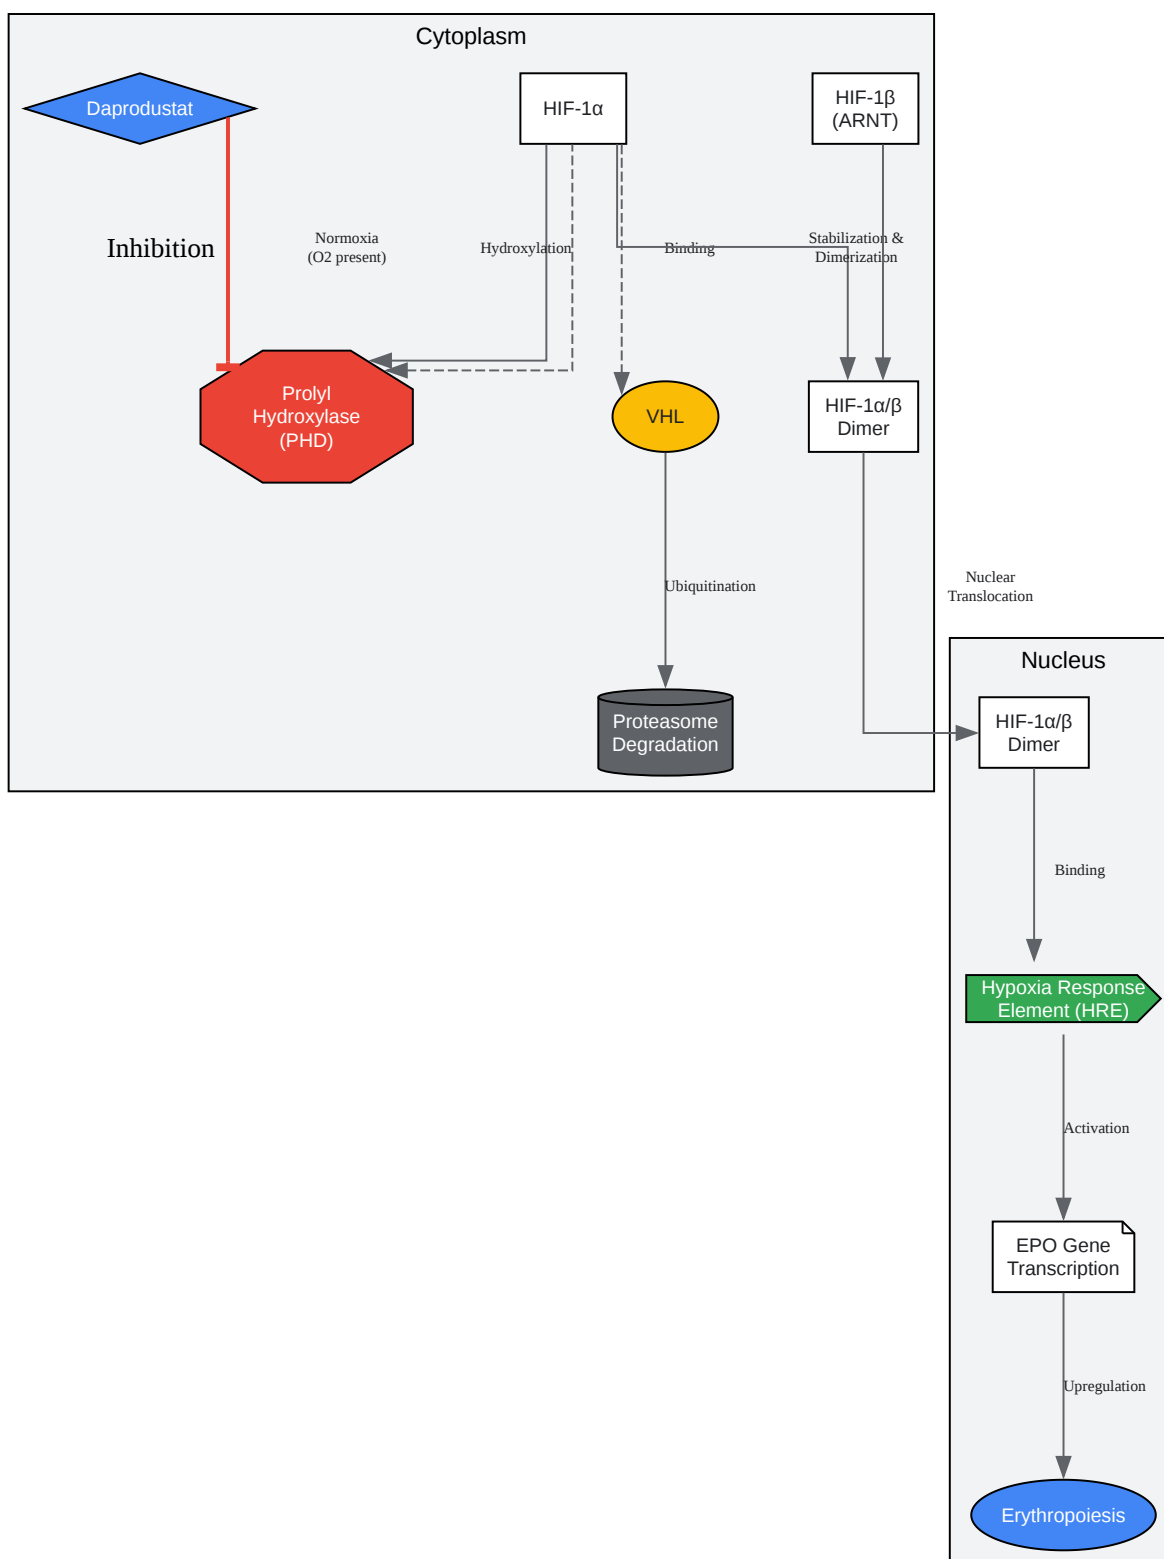 Cytoplasm
Daprodustat
HIF-1α
HIF-1β
(ARNT)
Inhibition
Normoxia
(O2 present)
Hydroxylation
Binding
Stabilization &
Dimerization
Prolyl
Hydroxylase
(PHD)
VHL
HIF-1α/β
Dimer
Ubiquitination
Nuclear
Translocation
Proteasome
Degradation
Nucleus
HIF-1α/β
Dimer
Binding
Hypoxia Response
Element (HRE)
Activation
EPO Gene
Transcription
Upregulation
Erythropoiesis